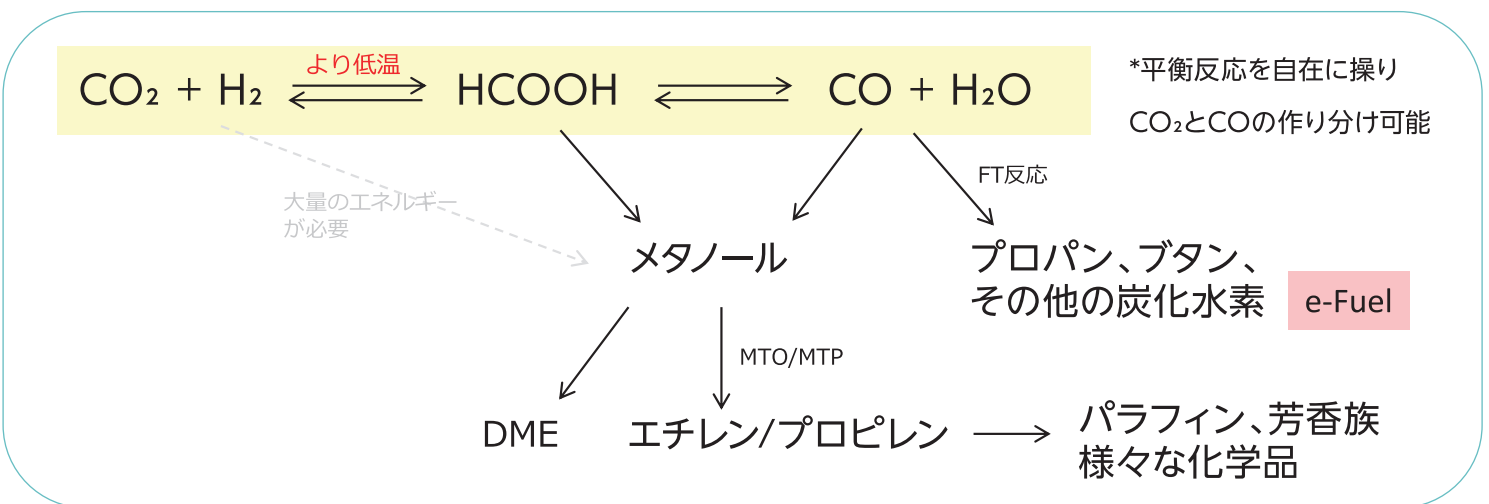 CO₂ + H₂
より低温
HCOOH
CO + H₂O
*平衡反応を自在に操り
CO₂とCOの作り分け可能
大量のエネルギー
が必要
FT反応
メタノール
プロパン、ブタン、
その他の炭化水素
e-Fuel
MTO/MTP
DME
エチレン/プロピレン
パラフィン、芳香族
様々な化学品